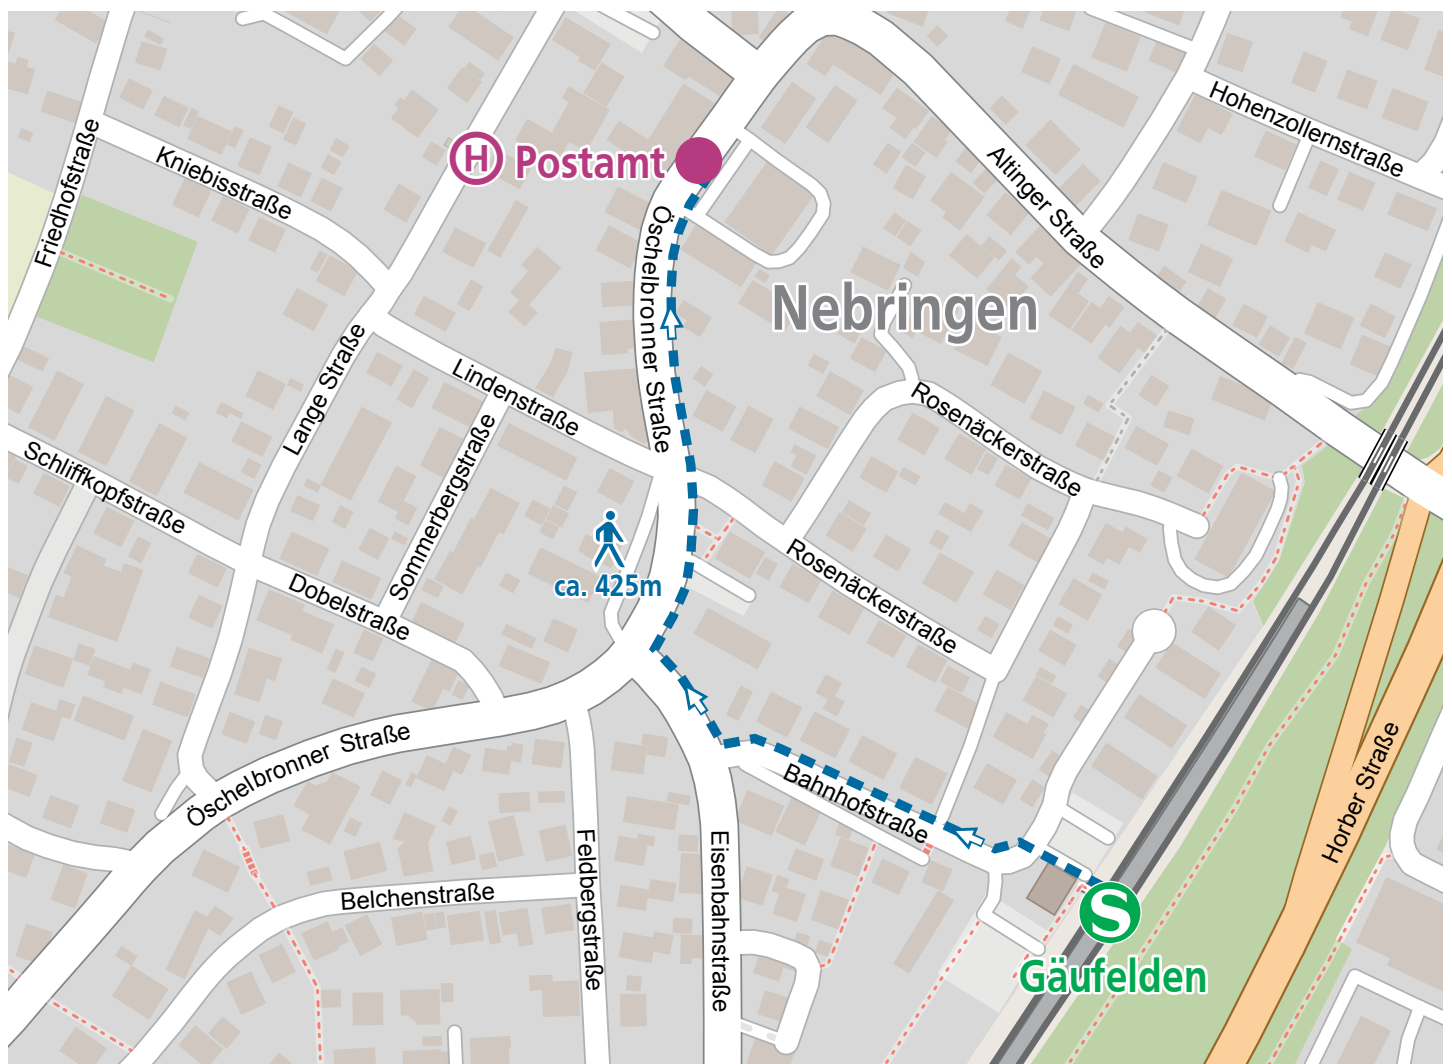 Hohenzollernstraße
Friedhofstraße
Kniebisstraße
H Postamt
Altinger Straße
Öschelbronner Straße
Nebringen
Lange Straße
Lindenstraße
Rosenäckerstraße
Schliffkopfstraße
Sommerbergstraße
ca. 425m
Rosenäckerstraße
Dobelstraße
Öschelbronner Straße
Bahnhofstraße
Horber Straße
Eisenbahnstraße
Feldbergstraße
Belchenstraße
S
Gäufelden